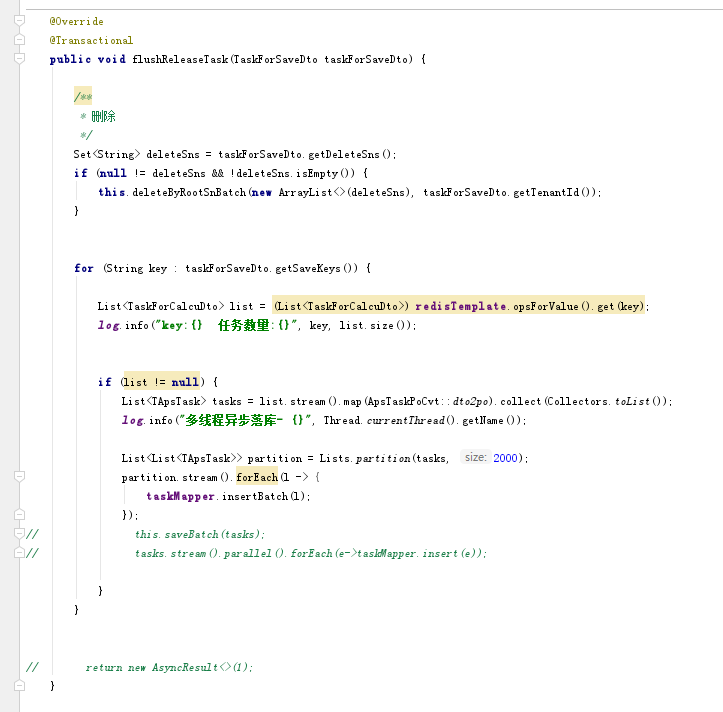 @Override
@Transactional
public void flushReleaseTask(TaskForSaveDto taskForSaveDto) {
/**
* 删除
*/
Set<String> deleteSns = taskForSaveDto.getDeleteSns();
if (null != deleteSns && !deleteSns.isEmpty()) {
this.deleteByRootSnBatch(new ArrayList<>(deleteSns), taskForSaveDto.getTenantId());
}
for (String key : taskForSaveDto.getSaveKeys()) {
List<TaskForCalcuDto> list = (List<TaskForCalcuDto>) redisTemplate.opsForValue().get(key);
log.info("key:{}  任务数量:{}", key, list.size());
if (list != null) {
List<TApsTask> tasks = list.stream().map(ApsTaskPoCvt::dto2po).collect(Collectors.toList());
log.info("多线程异步落库- {}", Thread.currentThread().getName());
List<List<TApsTask>> partition = Lists.partition(tasks, size: 2000);
partition.stream().forEach(l -> {
taskMapper.insertBatch(l);
});
// this.saveBatch(tasks);
// tasks.stream().parallel().forEach(e->taskMapper.insert(e));
}
}
// return new AsyncResult<>(1);
}